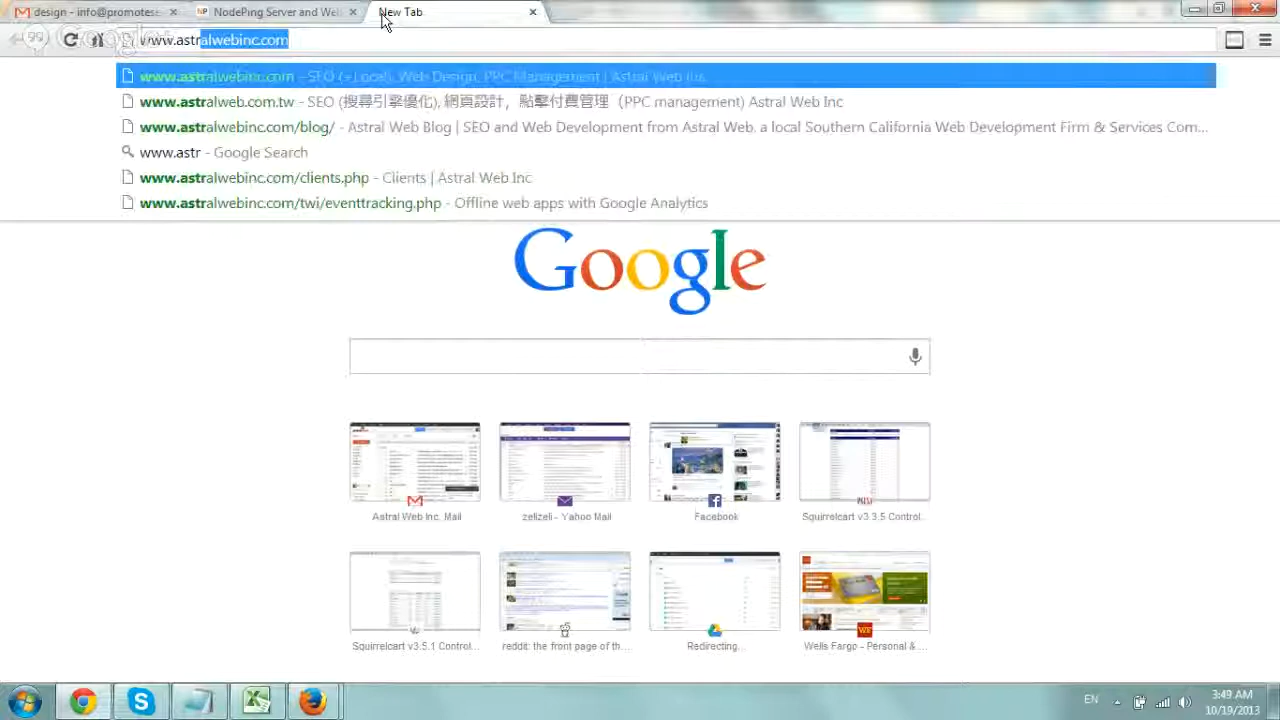 design - info@promotese
NodePing Server and Web
New Tab
www.astralwebinc.com
www.astralwebinc.com - SEO (+ Local), Web Design, PPC Management | Astral Web Inc.
www.astralweb.com.tw - SEO (搜尋引擎優化), 網頁設計，點擊付費管理（PPC management) Astral Web Inc
www.astralwebinc.com/blog/ - Astral Web Blog | SEO and Web Development from Astral Web, a local Southern California Web Development Firm & Services Com...
www.astr - Google Search
www.astralwebinc.com/clients.php - Clients | Astral Web Inc
www.astralwebinc.com/twi/eventtracking.php - Offline web apps with Google Analytics
Google
Astral Web Inc. Mail
zelizeli - Yahoo Mail
Facebook
Squirrelcart v3.3.5 Control...
Squirrelcart v3.5.1 Control...
reddit: the front page of th...
Redirecting...
Wells Fargo - Personal & ...
EN
3:49 AM
10/19/2013